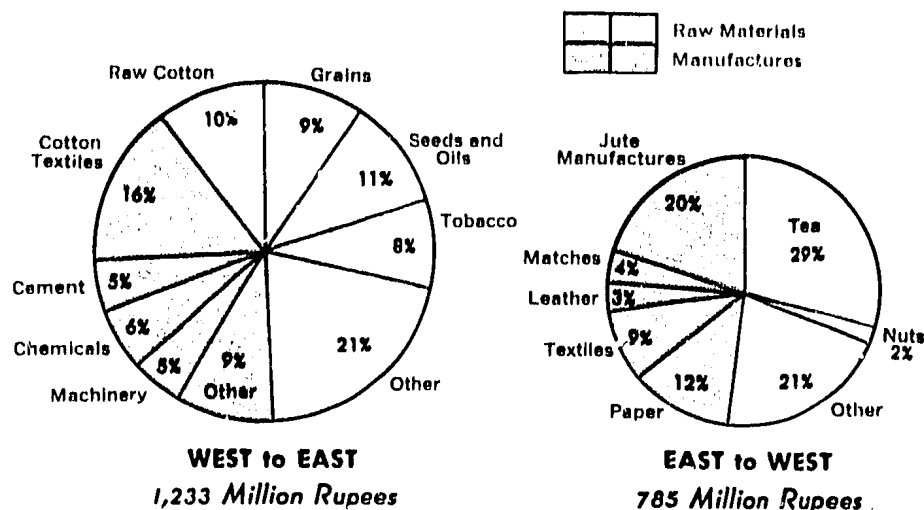 Raw Materials
Manufactures
Raw Cotton
Grains
10%
9%
Cotton
Textiles
Seeds and
Oils
16%
11%
Tobacco
8%
Cement
5%
Chemicals
6%
Machinery
5%
9%
Other
21%
Other
WEST to EAST
1,233 Million Rupees
Jute
Manufactures
20%
Tea
29%
Matches
4%
Leather
3%
Nuts
2%
Textiles
9%
Paper
12%
21%
Other
EAST to WEST
785 Million Rupees